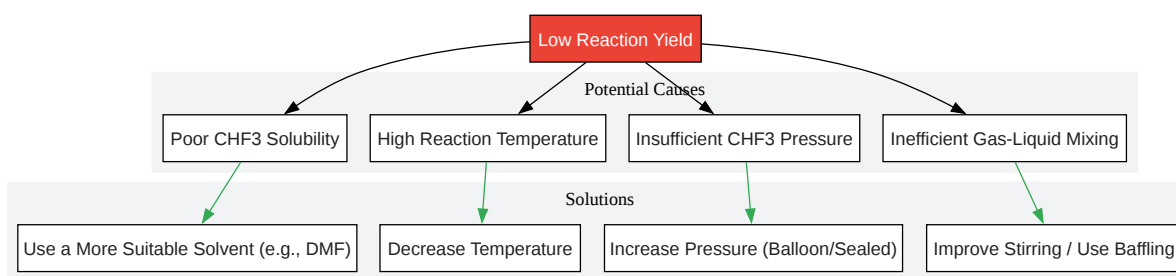 Low Reaction Yield
Potential Causes
Poor CHF3 Solubility
High Reaction Temperature
Insufficient CHF3 Pressure
Inefficient Gas-Liquid Mixing
Solutions
Use a More Suitable Solvent (e.g., DMF)
Decrease Temperature
Increase Pressure (Balloon/Sealed)
Improve Stirring / Use Baffling